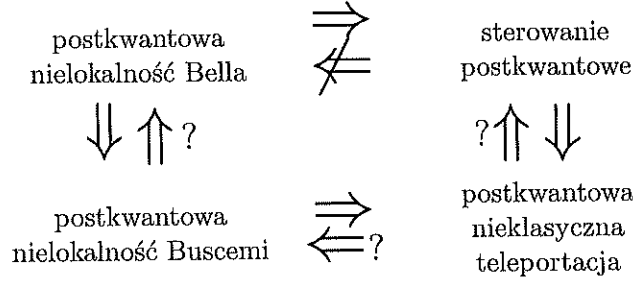 postkwantowa
nielokalność Bella
sterowanie
postkwantowe
?
?
postkwantowa
nielokalność Buscemi
?
postkwantowa
nieklasyczna
teleportacja